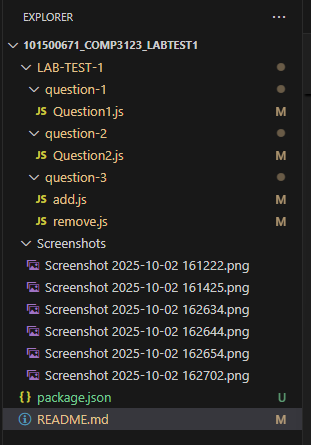 EXPLORER ...
101500671_COMP3123_LABTEST1
LAB-TEST-1
question-1
JS Question1.js M
question-2
JS Question2.js M
question-3
JS add.js M
JS remove.js M
Screenshots
Screenshot 2025-10-02 161222.png
Screenshot 2025-10-02 161425.png
Screenshot 2025-10-02 162634.png
Screenshot 2025-10-02 162644.png
Screenshot 2025-10-02 162654.png
Screenshot 2025-10-02 162702.png
{} package.json U
README.md M